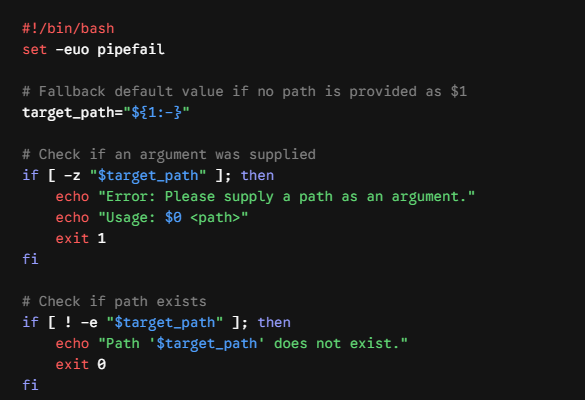 #!/bin/bash
set -euo pipefail

# Fallback default value if no path is provided as $1
target_path="${1:-}"

# Check if an argument was supplied
if [ -z "$target_path" ]; then
    echo "Error: Please supply a path as an argument."
    echo "Usage: $0 <path>"
    exit 1
fi

# Check if path exists
if [ ! -e "$target_path" ]; then
    echo "Path '$target_path' does not exist."
    exit 0
fi